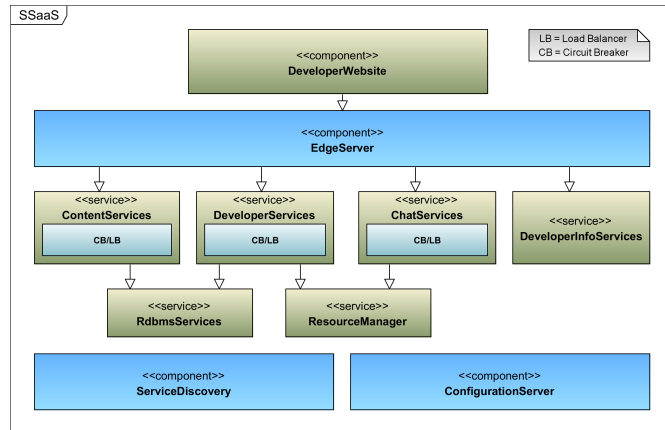 SSaaS
LB = Load Balancer
CB = Circuit Breaker
<<component>>
DeveloperWebsite
<<component>>
EdgeServer
<<service>>
ContentServices
CB/LB
<<service>>
DeveloperServices
CB/LB
<<service>>
ChatServices
CB/LB
<<service>>
DeveloperInfoServices
<<service>>
RdbmsServices
<<service>>
ResourceManager
<<component>>
ServiceDiscovery
<<component>>
ConfigurationServer